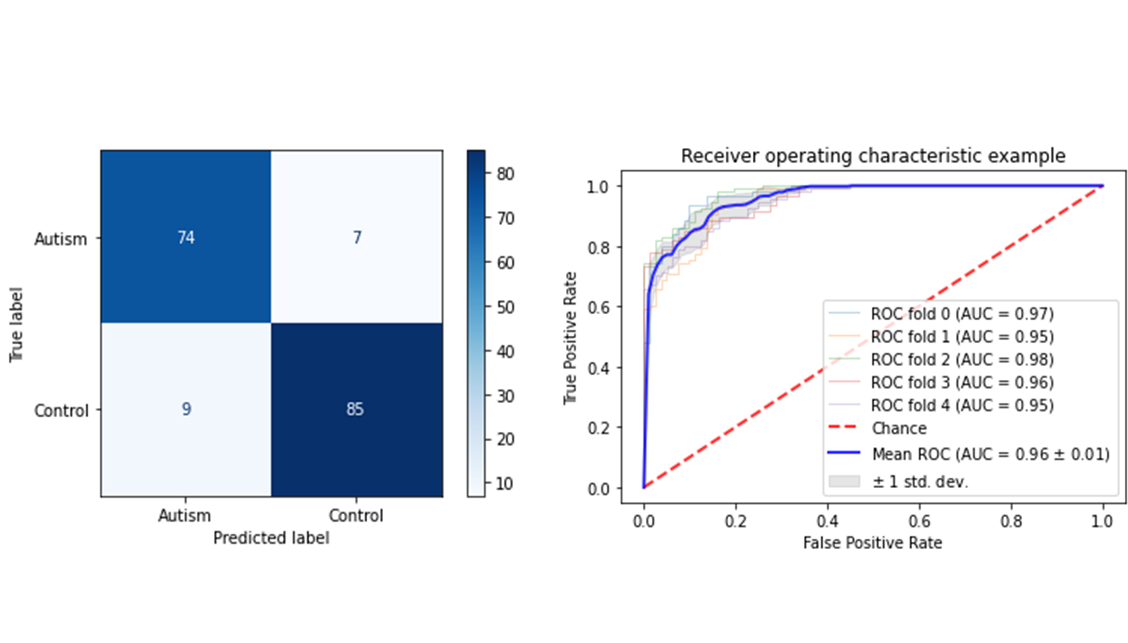 True label
Autism
Control
74
7
9
85
Autism
Control
Predicted label
80
70
60
50
40
30
20
10
Receiver operating characteristic example
True Positive Rate
1.0
0.8
0.6
0.4
0.2
0.0
ROC fold 0 (AUC = 0.97)
ROC fold 1 (AUC = 0.95)
ROC fold 2 (AUC = 0.98)
ROC fold 3 (AUC = 0.96)
ROC fold 4 (AUC = 0.95)
Chance
Mean ROC (AUC = 0.96 ± 0.01)
± 1 std. dev.
0.0 0.2 0.4 0.6 0.8 1.0
False Positive Rate